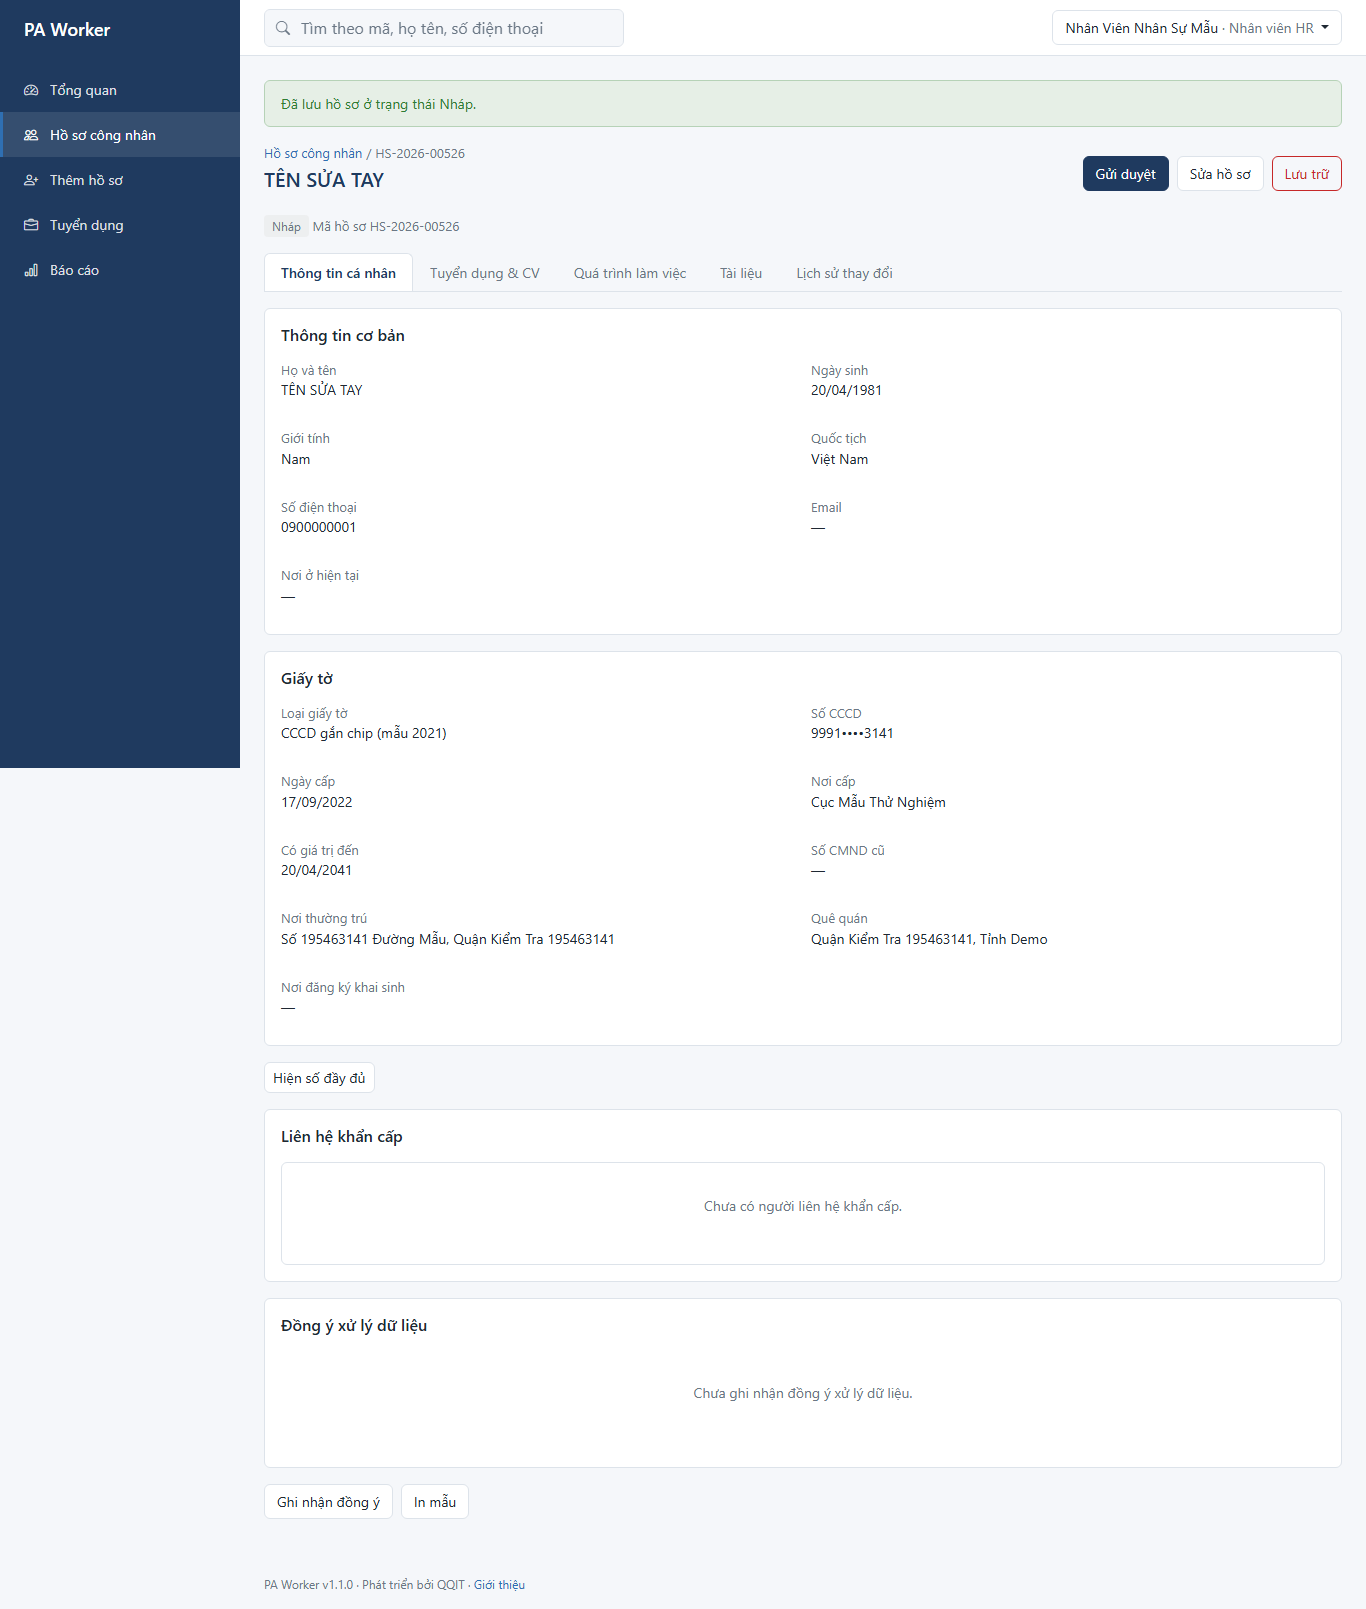 PA Worker
Tìm theo mã, họ tên, số điện thoại
Nhân Viên Nhân Sự Mẫu · Nhân viên HR
Tổng quan
Hồ sơ công nhân
Thêm hồ sơ
Tuyển dụng
Báo cáo
Đã lưu hồ sơ ở trạng thái Nháp.
Hồ sơ công nhân / HS-2026-00526
TÊN SỬA TAY
Gửi duyệt
Sửa hồ sơ
Lưu trữ
Nháp Mã hồ sơ HS-2026-00526
Thông tin cá nhân
Tuyển dụng & CV
Quá trình làm việc
Tài liệu
Lịch sử thay đổi
Thông tin cơ bản
Họ và tên
TÊN SỬA TAY
Ngày sinh
20/04/1981
Giới tính
Nam
Quốc tịch
Việt Nam
Số điện thoại
0900000001
Email
—
Nơi ở hiện tại
—
Giấy tờ
Loại giấy tờ
CCCD gắn chip (mẫu 2021)
Số CCCD
9991••••3141
Ngày cấp
17/09/2022
Nơi cấp
Cục Mẫu Thử Nghiệm
Có giá trị đến
20/04/2041
Số CMND cũ
—
Nơi thường trú
Số 195463141 Đường Mẫu, Quận Kiểm Tra 195463141
Quê quán
Quận Kiểm Tra 195463141, Tỉnh Demo
Nơi đăng ký khai sinh
—
Hiện số đầy đủ
Liên hệ khẩn cấp
Chưa có người liên hệ khẩn cấp.
Đồng ý xử lý dữ liệu
Chưa ghi nhận đồng ý xử lý dữ liệu.
Ghi nhận đồng ý
In mẫu
PA Worker v1.1.0 · Phát triển bởi QQIT · Giới thiệu